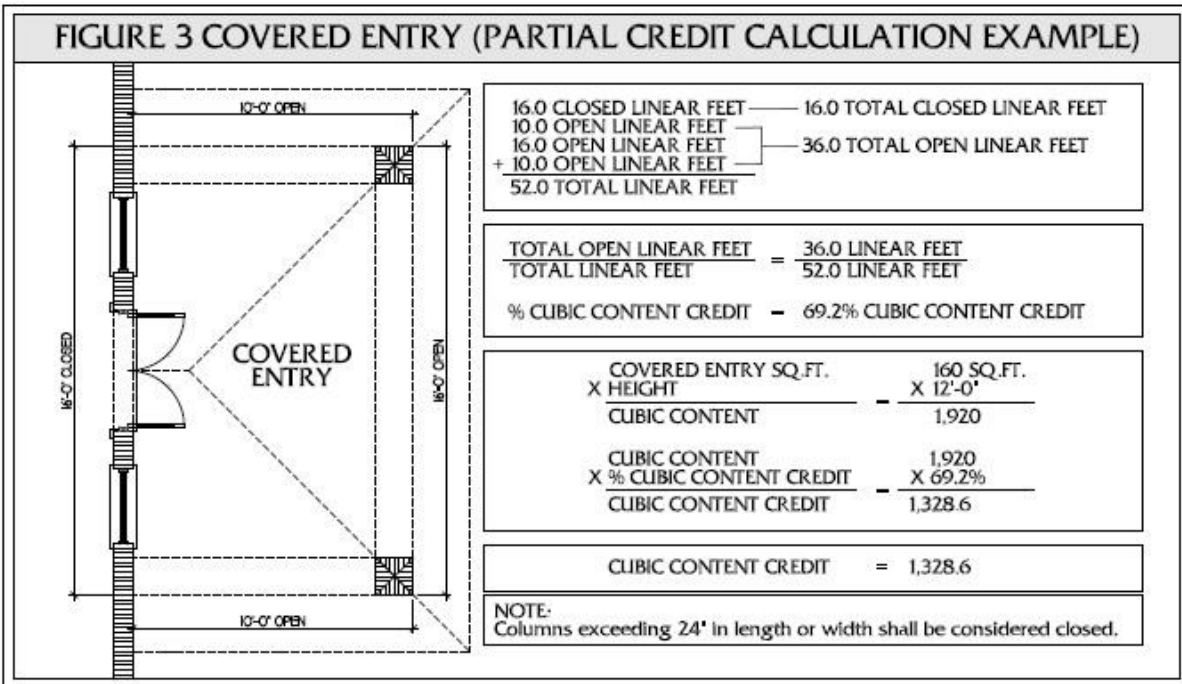 FIGURE 3 COVERED ENTRY (PARTIAL CREDIT CALCULATION EXAMPLE)
10'-0" OPEN
16'-0" CLOSED
COVERED
ENTRY
16'-0" OPEN
10'-0" OPEN
16.0 CLOSED LINEAR FEET 16.0 TOTAL CLOSED LINEAR FEET
10.0 OPEN LINEAR FEET
16.0 OPEN LINEAR FEET 36.0 TOTAL OPEN LINEAR FEET
+ 10.0 OPEN LINEAR FEET
52.0 TOTAL LINEAR FEET
TOTAL OPEN LINEAR FEET = 36.0 LINEAR FEET
TOTAL LINEAR FEET 52.0 LINEAR FEET
% CUBIC CONTENT CREDIT = 69.2% CUBIC CONTENT CREDIT
COVERED ENTRY SQ.FT. 160 SQ.FT.
X HEIGHT = X 12'-0"
CUBIC CONTENT 1,920
CUBIC CONTENT 1,920
X % CUBIC CONTENT CREDIT = X 69.2%
CUBIC CONTENT CREDIT 1,328.6
CUBIC CONTENT CREDIT = 1,328.6
NOTE:
Columns exceeding 24" in length or width shall be considered closed.